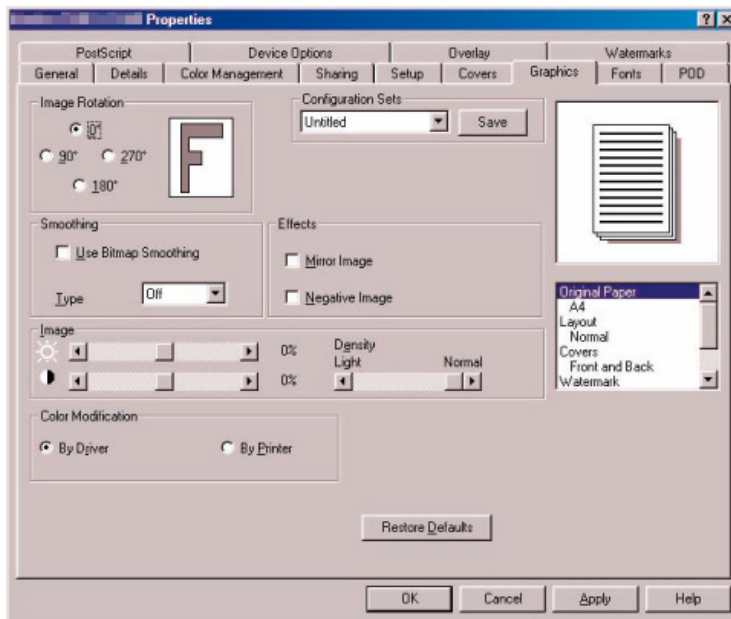 Properties
PostScript Device Options Overlay Watermarks
General Details Color Management Sharing Setup Covers Graphics Fonts POD
Image Rotation
0°
90° 270°
180°
F
Configuration Sets
Untitled Save
Smoothing
Use Bitmap Smoothing
Type Off
Effects
Mirror Image
Negative Image
Original Paper
A4
Layout
Normal
Covers
Front and Back
Watermark
Image
0% Density
Light Normal
0%
Color Modification
By Driver By Printer
Restore Defaults
OK Cancel Apply Help